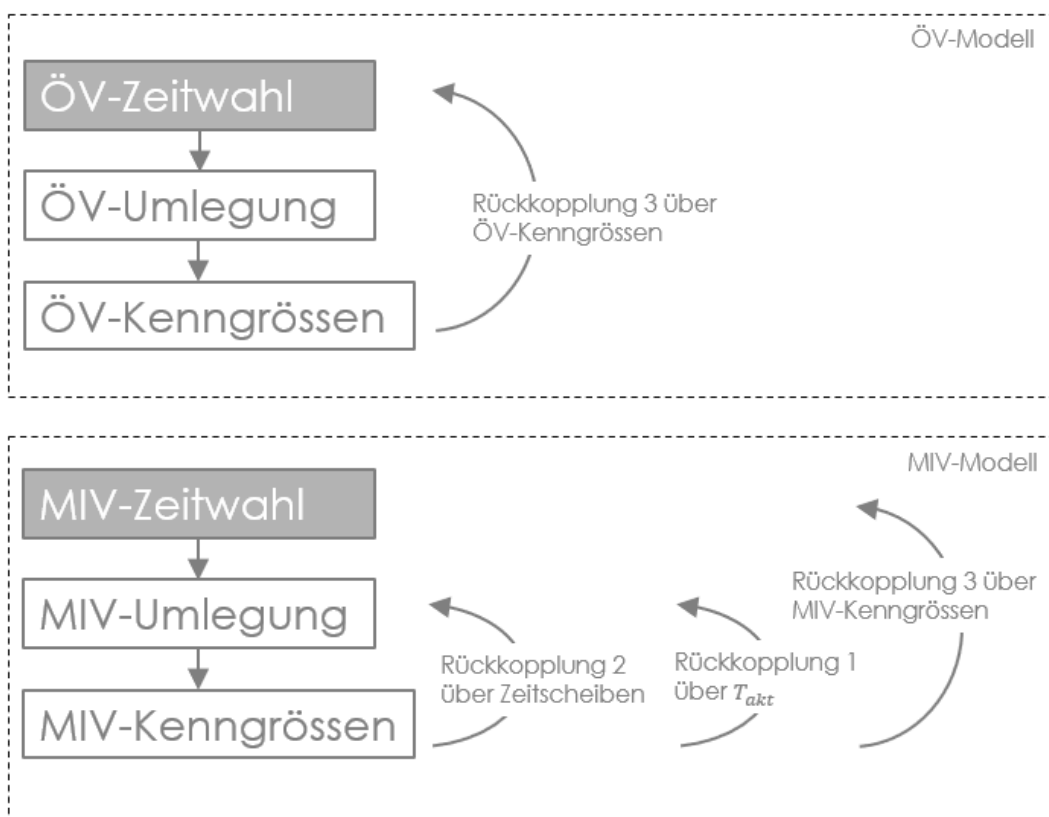 ÖV-Modell
ÖV-Zeitwahl
ÖV-Umlegung
Rückkopplung 3 über
ÖV-Kenngrössen
ÖV-Kenngrössen
MIV-Modell
MIV-Zeitwahl
MIV-Umlegung
Rückkopplung 2
über Zeitscheiben
Rückkopplung 1
über T_akt
Rückkopplung 3 über
MIV-Kenngrössen
MIV-Kenngrössen